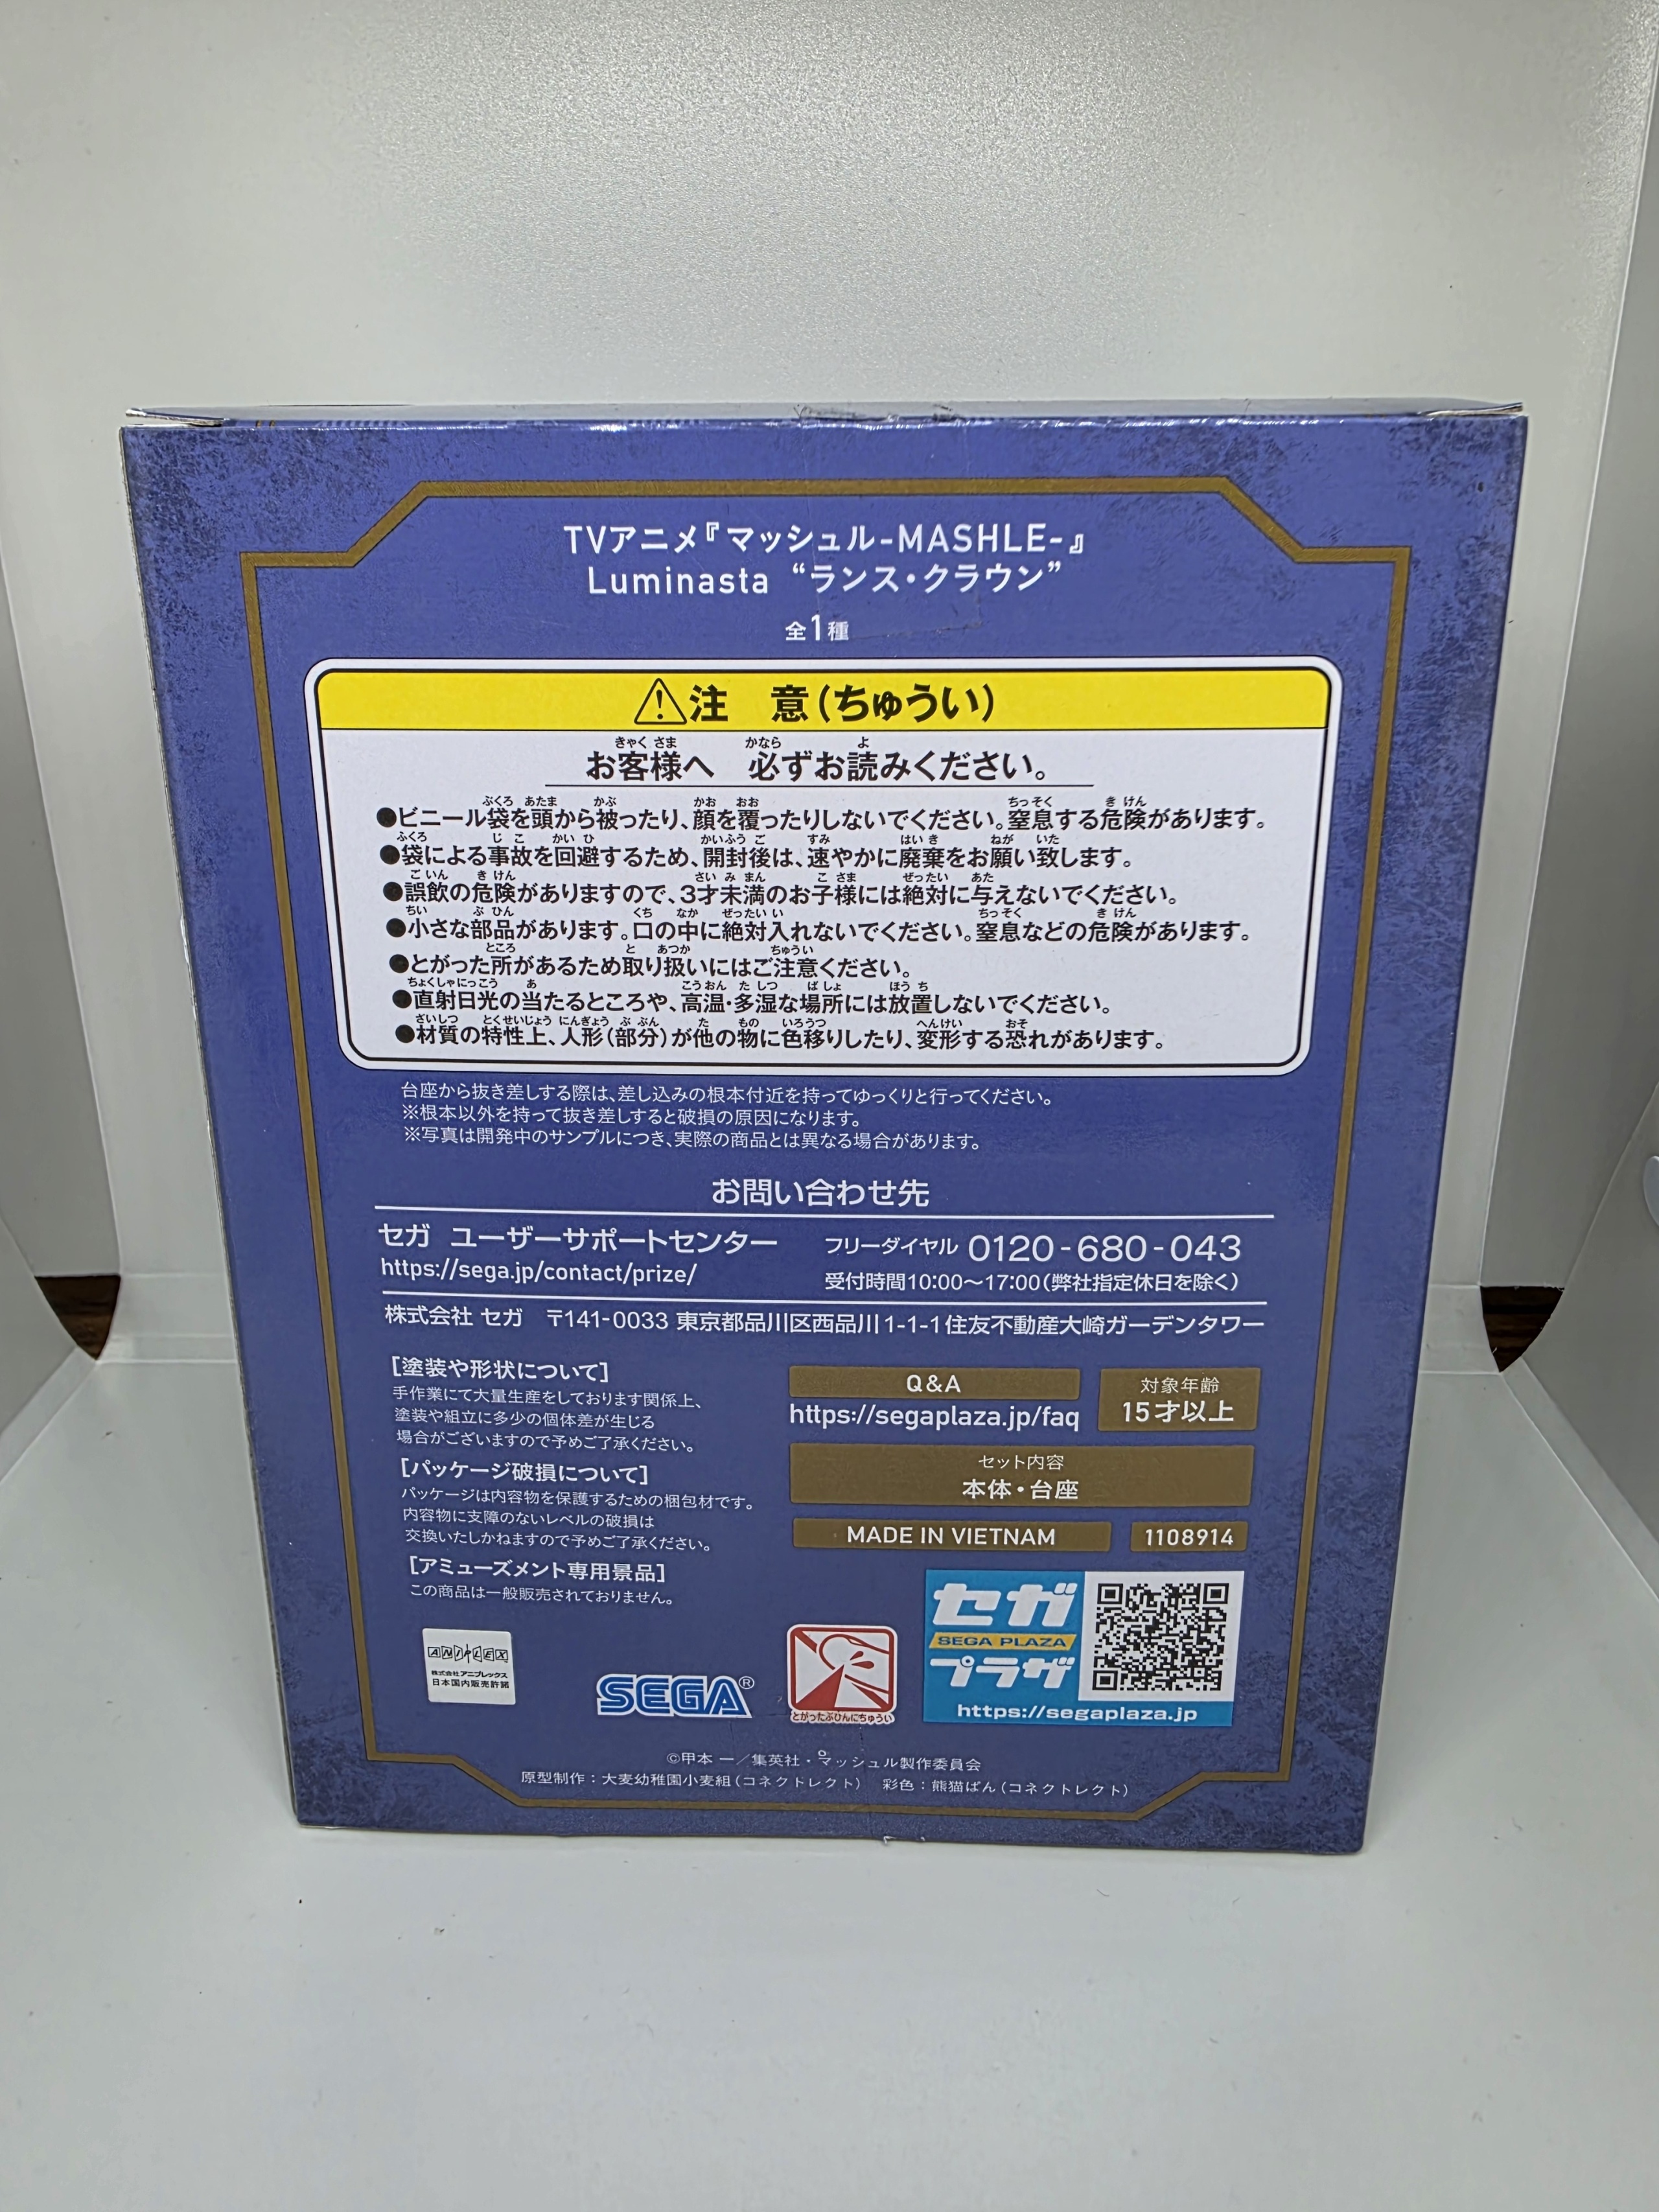 TVアニメ『マッシュル-MASHLE-』
Luminasta “ランス・クラウン”
全1種
注 意(ちゅうい)
お客様へ 必ずお読みください。
●ビニール袋を頭から被ったり、顔を覆ったりしないでください。窒息する危険があります。
●袋による事故を回避するため、開封後は、速やかに廃棄をお願い致します。
●誤飲の危険がありますので、3才未満のお子様には絶対に与えないでください。
●小さな部品があります。口の中に絶対入れないでください。窒息などの危険があります。
●とがった所があるため取り扱いにはご注意ください。
●直射日光の当たるところや、高温・多湿な場所には放置しないでください。
●材質の特性上、人形(部分)が他の物に色移りしたり、変形する恐れがあります。
台座から抜き差しする際は、差し込みの根本付近を持ってゆっくりと行ってください。
※根本以外を持って抜き差しすると破損の原因になります。
※写真は開発中のサンプルにつき、実際の商品とは異なる場合があります。
お問い合わせ先
セガ ユーザーサポートセンター フリーダイヤル 0120-680-043
https://sega.jp/contact/prize/ 受付時間10:00〜17:00(弊社指定休日を除く)
株式会社 セガ 〒141-0033 東京都品川区西品川1-1-1住友不動産大崎ガーデンタワー
[塗装や形状について]
手作業にて大量生産をしております関係上、
塗装や組立に多少の個体差が生じる
場合がございますので予めご了承ください。
[パッケージ破損について]
パッケージは内容物を保護するための梱包材です。
内容物に支障のないレベルの破損は
交換いたしかねますので予めご了承ください。
[アミューズメント専用景品]
この商品は一般販売されておりません。
Q&A
https://segaplaza.jp/faq
対象年齢
15才以上
セット内容
本体・台座
MADE IN VIETNAM
1108914
ANIPLEX
株式会社アニプレックス
日本国内販売許諾
SEGA®
とがったぶひんにちゅうい
セガ
SEGA PLAZA
プラザ
https://segaplaza.jp
©甲本 一/集英社・マッシュル製作委員会
原型制作:大麦幼稚園小麦組(コネクトレクト) 彩色:熊猫ぱん(コネクトレクト)